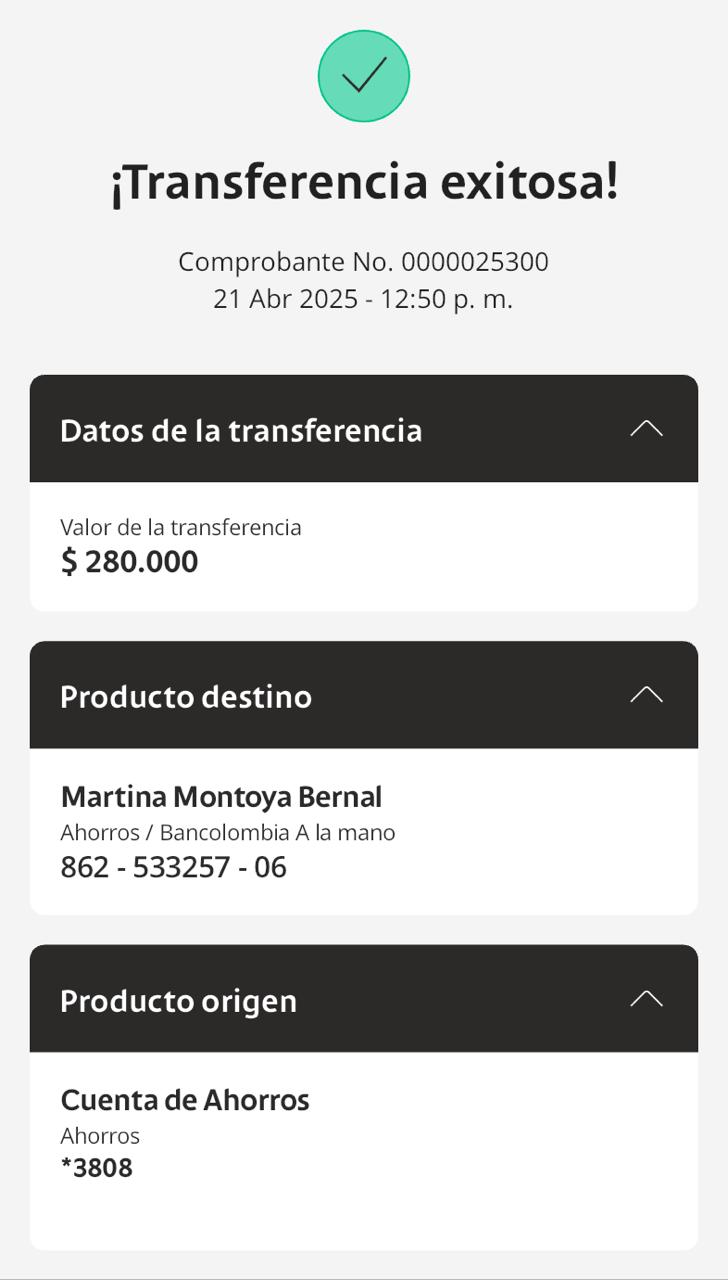 ¡Transferencia exitosa!
Comprobante No. 0000025300
21 Abr 2025 - 12:50 p. m.
Datos de la transferencia
Valor de la transferencia
$ 280.000
Producto destino
Martina Montoya Bernal
Ahorros / Bancolombia A la mano
862 - 533257 - 06
Producto origen
Cuenta de Ahorros
Ahorros
*3808